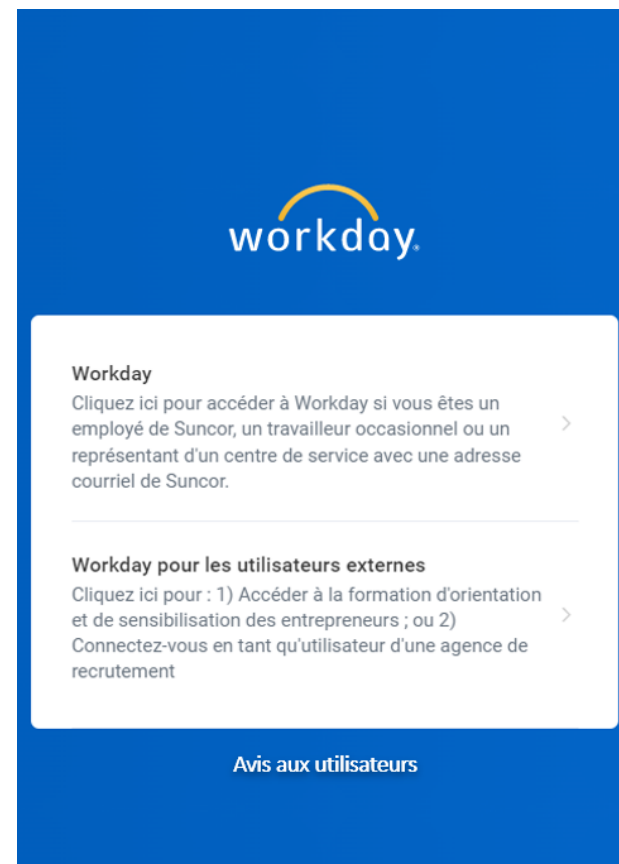 workday.
Workday
Cliquez ici pour accéder à Workday si vous êtes un
employé de Suncor, un travailleur occasionnel ou un
représentant d'un centre de service avec une adresse
courriel de Suncor.
Workday pour les utilisateurs externes
Cliquez ici pour : 1) Accéder à la formation d'orientation
et de sensibilisation des entrepreneurs ; ou 2)
Connectez-vous en tant qu'utilisateur d'une agence de
recrutement
Avis aux utilisateurs